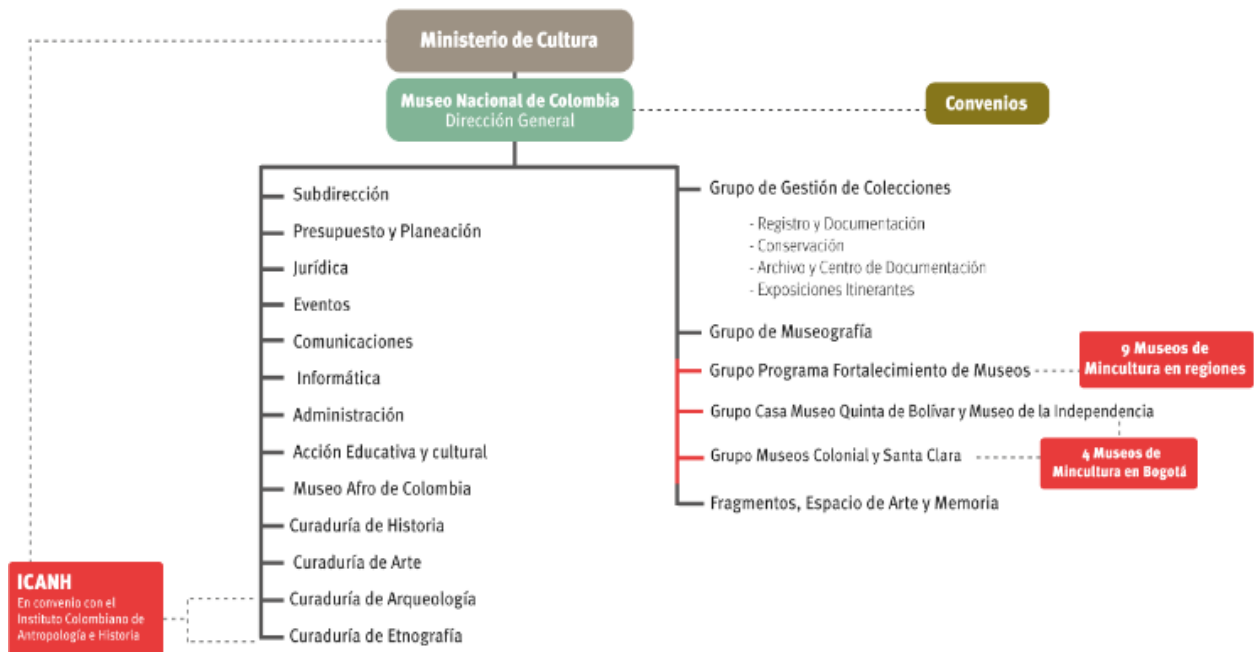 Ministerio de Cultura
Museo Nacional de Colombia
Dirección General
Convenios
Subdirección
Presupuesto y Planeación
Jurídica
Eventos
Comunicaciones
Informática
Administración
Acción Educativa y cultural
Museo Afro de Colombia
Curaduría de Historia
Curaduría de Arte
Curaduría de Arqueología
Curaduría de Etnografía
ICANH
En convenio con el
Instituto Colombiano de
Antropología e Historia
Grupo de Gestión de Colecciones
- Registro y Documentación
- Conservación
- Archivo y Centro de Documentación
- Exposiciones Itinerantes
Grupo de Museografía
Grupo Programa Fortalecimiento de Museos
9 Museos de
Mincultura en regiones
Grupo Casa Museo Quinta de Bolívar y Museo de la Independencia
Grupo Museos Colonial y Santa Clara
4 Museos de
Mincultura en Bogotá
Fragmentos, Espacio de Arte y Memoria